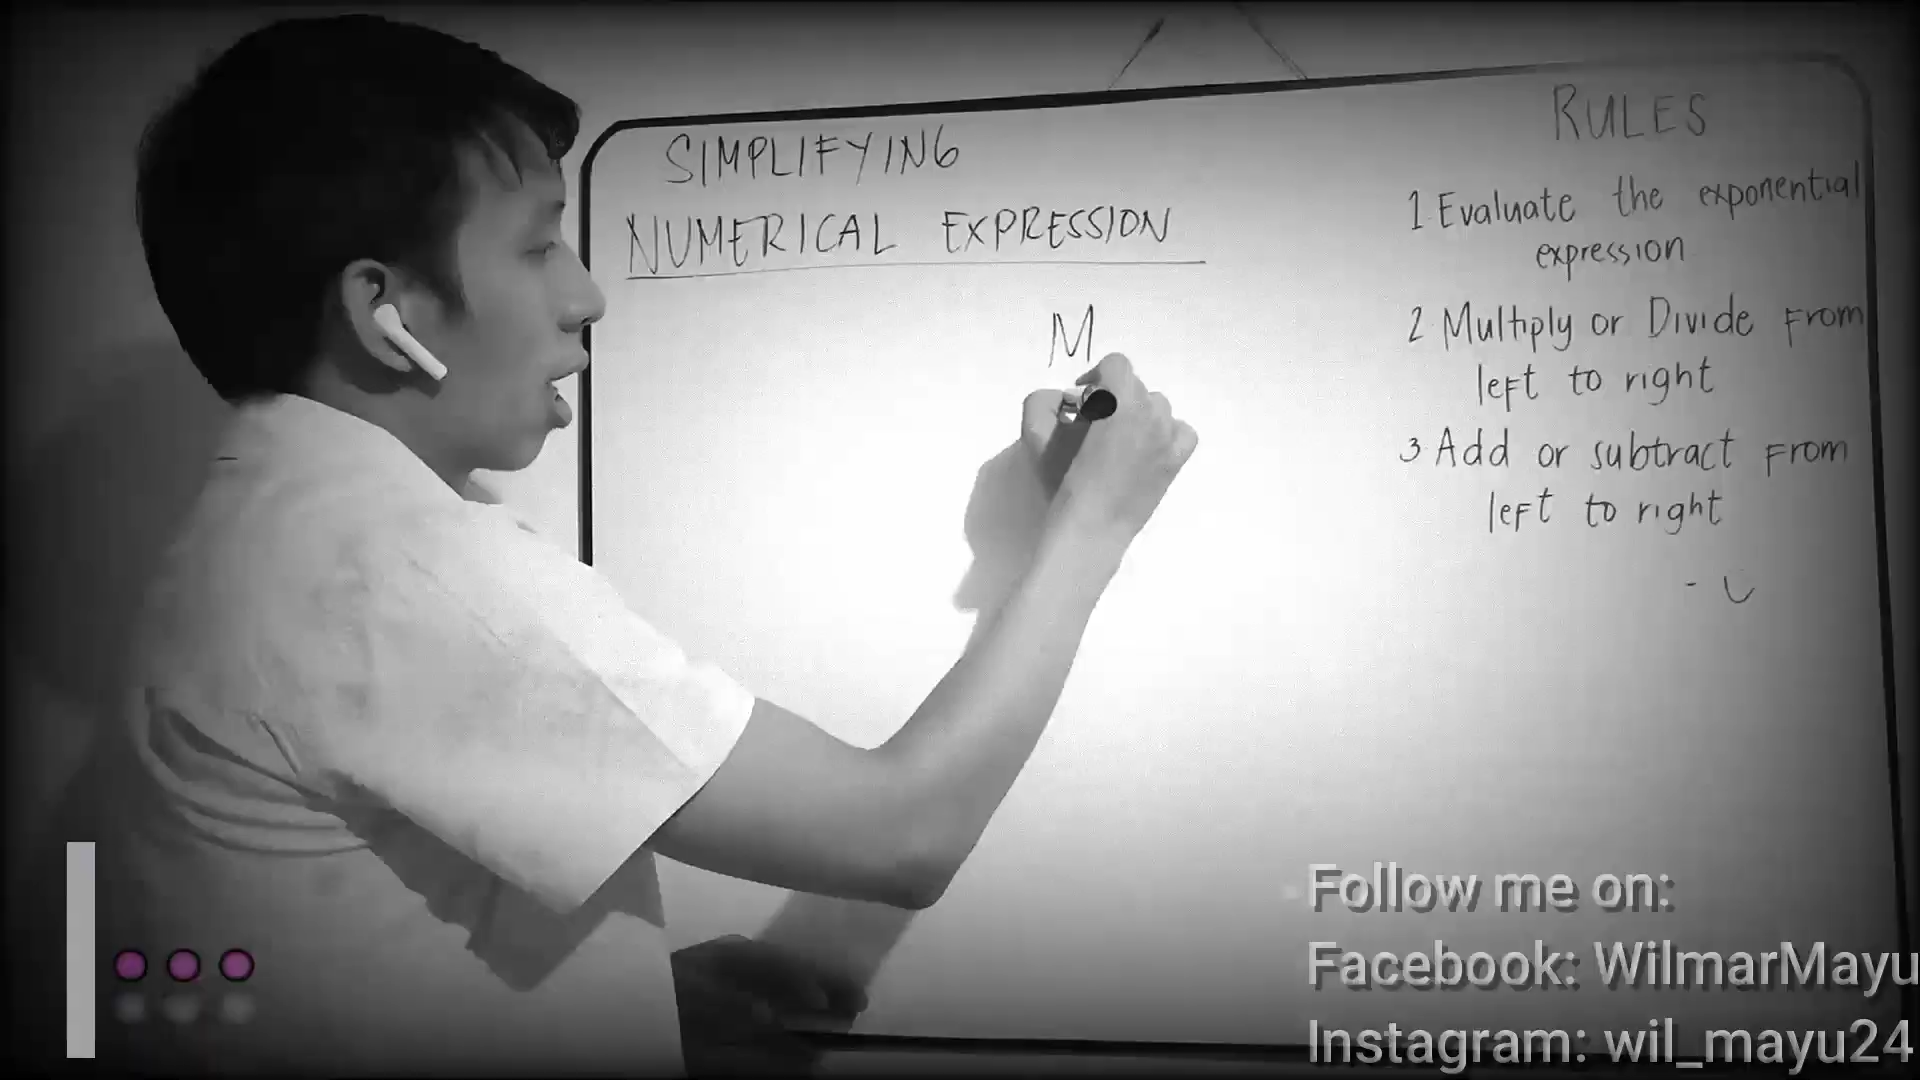 SIMPLIFYING
NUMERICAL EXPRESSION
M
RULES
1. Evaluate the exponential
expression
2. Multiply or Divide From
left to right
3. Add or subtract From
left to right
Follow me on:
Facebook: WilmarMayu
Instagram: wil_mayu24